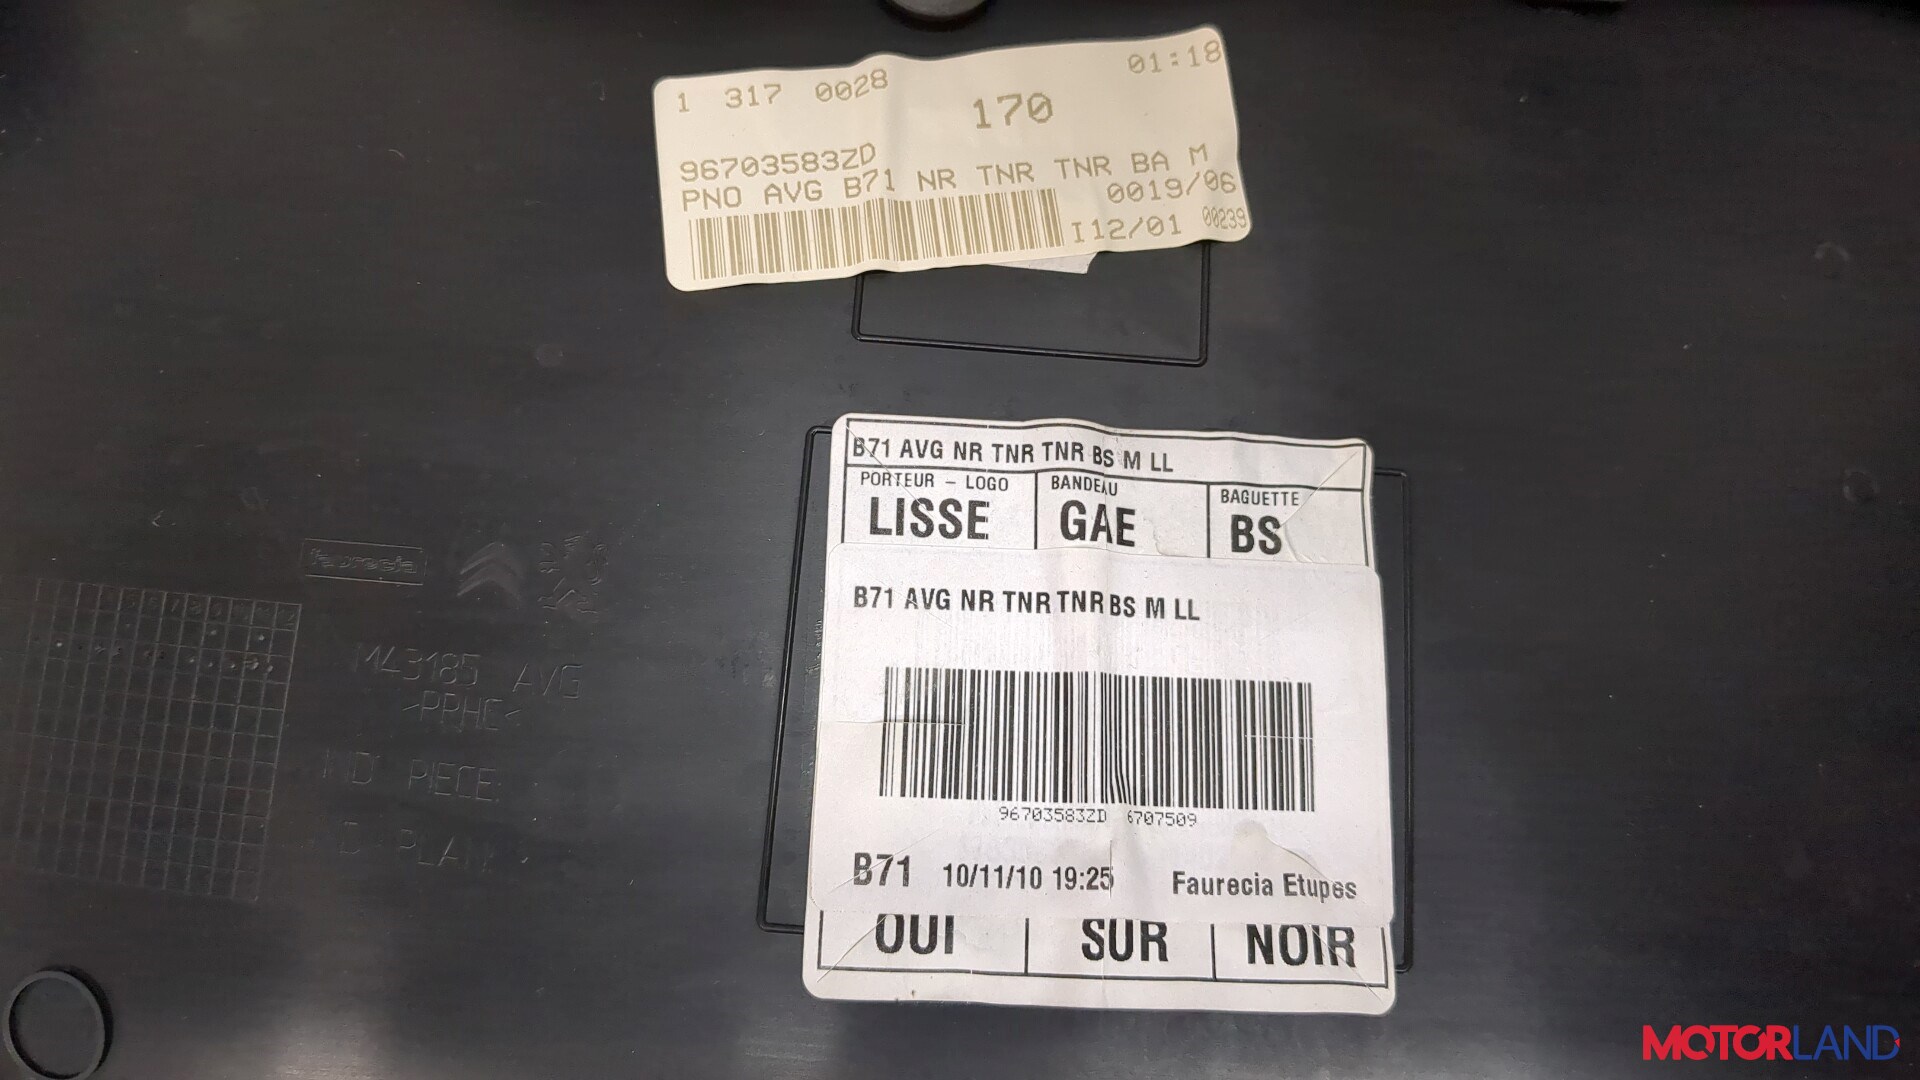 1 317 0028
01:18
170
96703583ZD
PNO AVG B71 NR TNR TNR BA M
0019/06
I12/01 00239
B71 AVG NR TNR TNR BS M LL
PORTEUR - LOGO
BANDEAU
BAGUETTE
LISSE
GAE
BS
B71 AVG NR TNR TNR BS M LL
96703583ZD 6707509
B71 10/11/10 19:25 Faurecia Etupes
OUI
SUR
NOIR
faurecia
M43185 AVG
>PPHC<
IND PIECE:
D PLAN:
MOTORLAND